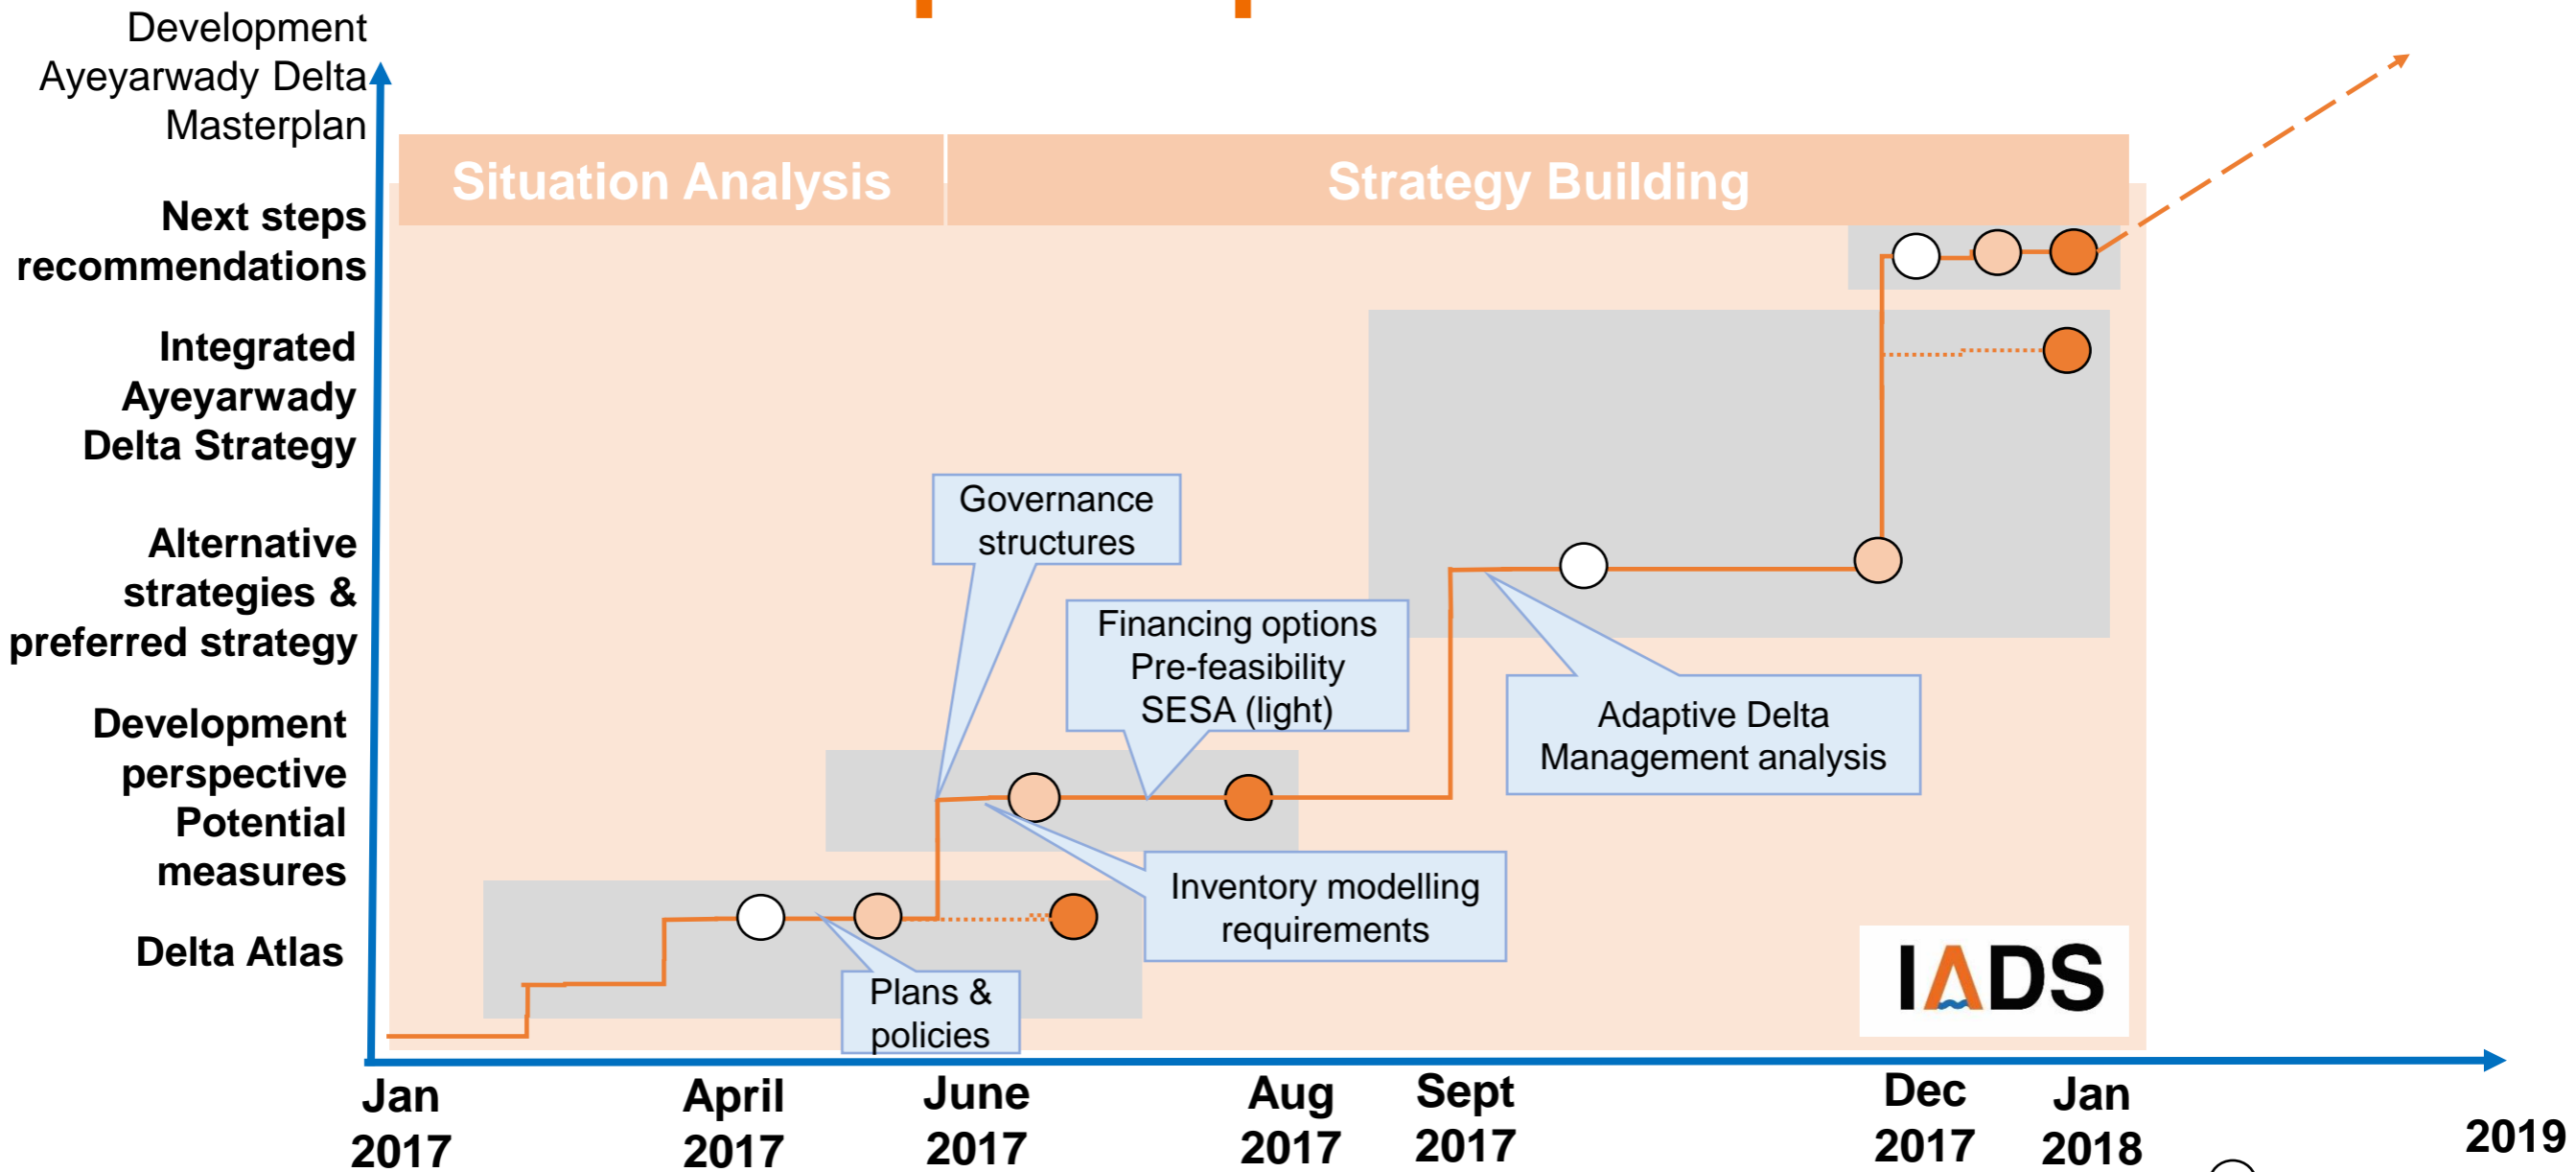 Development
Ayeyarwady Delta
Masterplan
Situation Analysis
Strategy Building
Next steps
recommendations
Integrated
Ayeyarwady
Delta Strategy
Governance
structures
Alternative
strategies &
preferred strategy
Financing options
Pre-feasibility
SESA (light)
Adaptive Delta
Management analysis
Development
perspective
Potential
measures
Inventory modelling
requirements
Delta Atlas
Plans &
policies
IADS
Jan
2017
April
2017
June
2017
Aug
2017
Sept
2017
Dec
2017
Jan
2018
2019